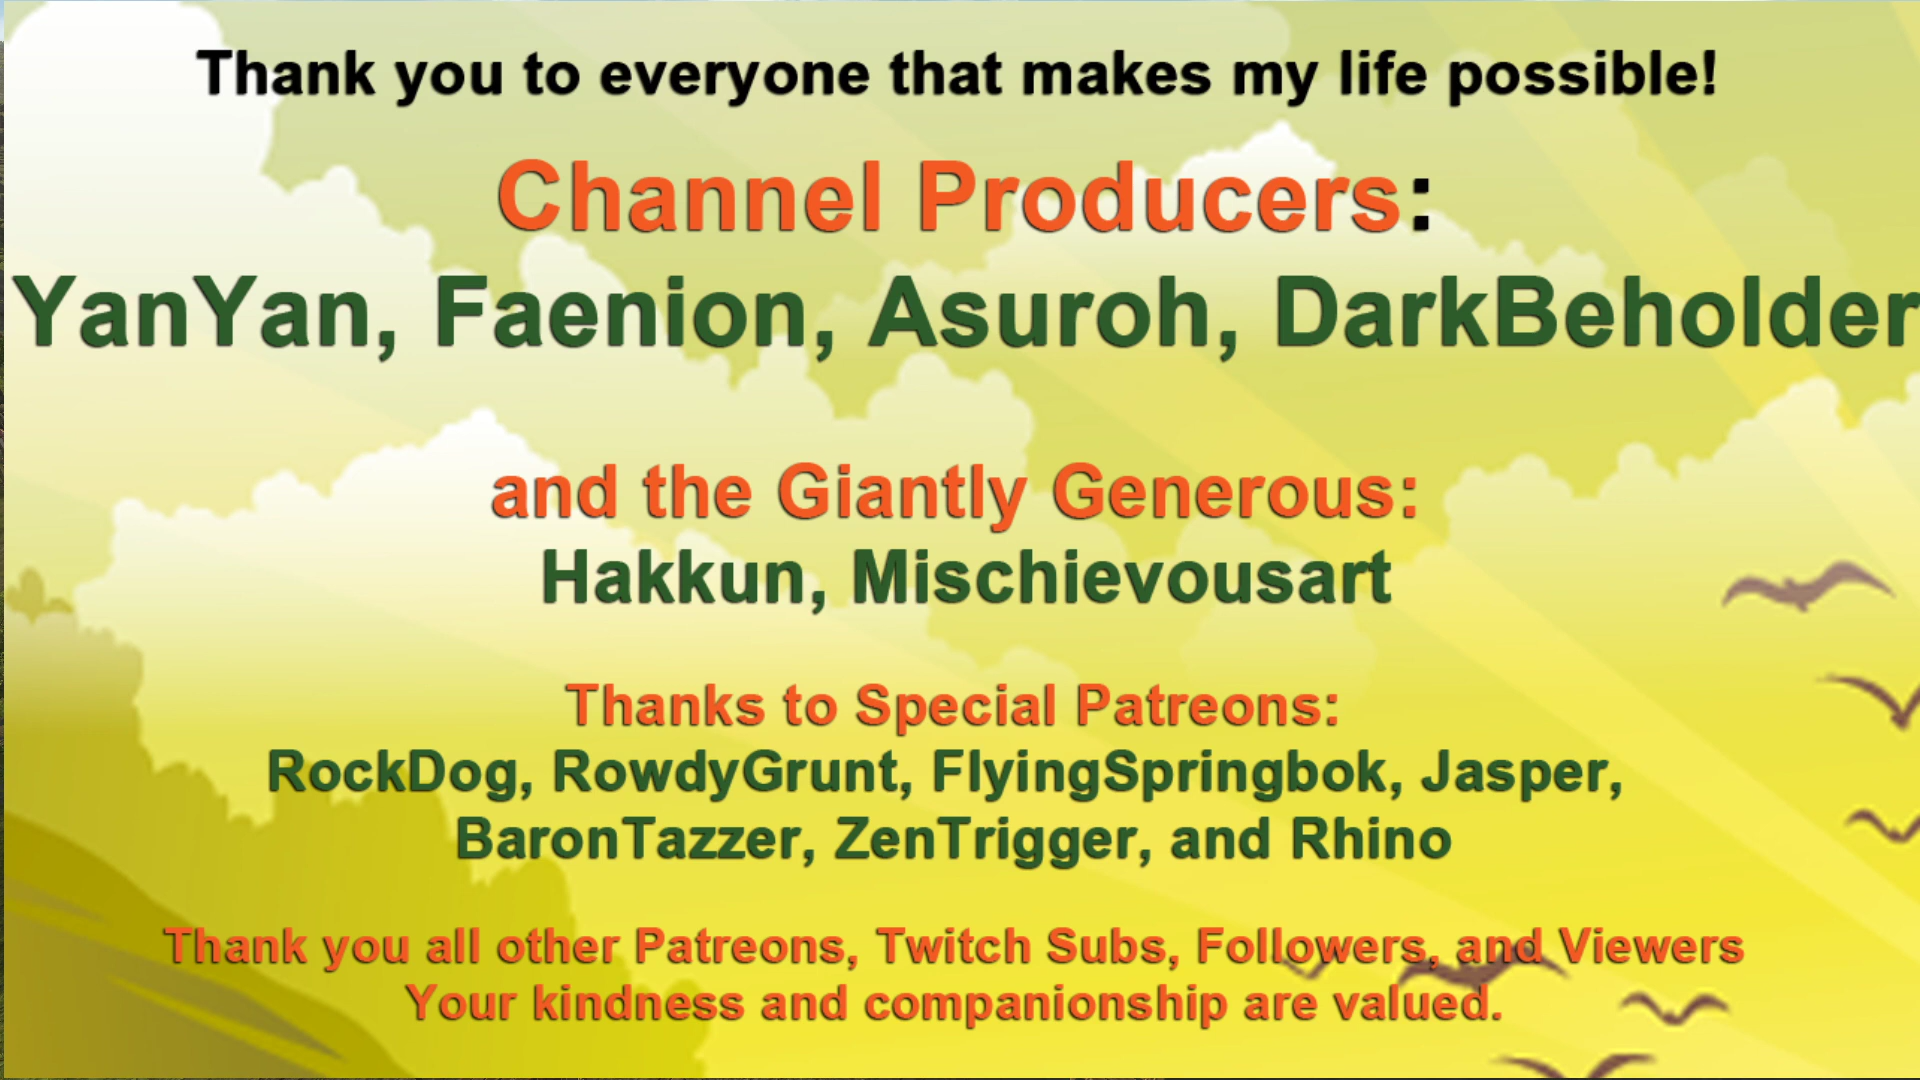 Thank you to everyone that makes my life possible!
Channel Producers:
YanYan, Faenion, Asuroh, DarkBeholder
and the Giantly Generous:
Hakkun, Mischievousart
Thanks to Special Patreons:
RockDog, RowdyGrunt, FlyingSpringbok, Jasper,
BaronTazzer, ZenTrigger, and Rhino
Thank you all other Patreons, Twitch Subs, Followers, and Viewers
Your kindness and companionship are valued.